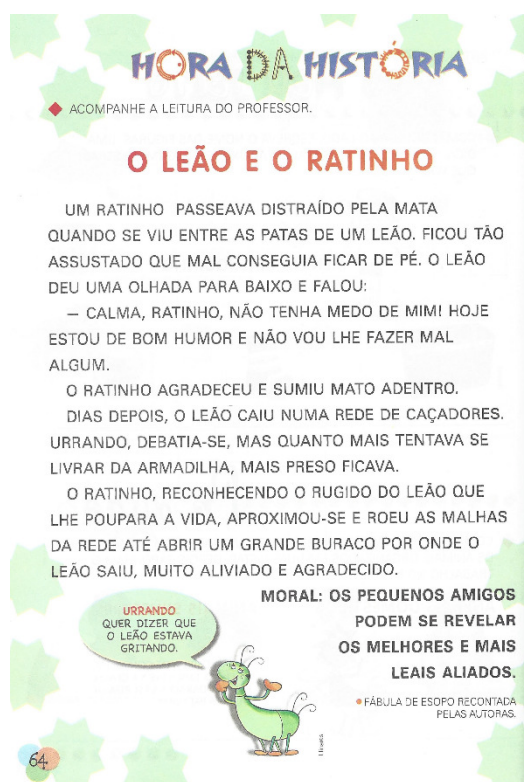 HORA DA HISTÓRIA
ACOMPANHE A LEITURA DO PROFESSOR.
O LEÃO E O RATINHO
UM RATINHO PASSEAVA DISTRAÍDO PELA MATA
QUANDO SE VIU ENTRE AS PATAS DE UM LEÃO. FICOU TÃO
ASSUSTADO QUE MAL CONSEGUIA FICAR DE PÉ. O LEÃO
DEU UMA OLHADA PARA BAIXO E FALOU:
— CALMA, RATINHO, NÃO TENHA MEDO DE MIM! HOJE
ESTOU DE BOM HUMOR E NÃO VOU LHE FAZER MAL
ALGUM.
O RATINHO AGRADECEU E SUMIU MATO ADENTRO.
DIAS DEPOIS, O LEÃO CAIU NUMA REDE DE CAÇADORES.
URRANDO, DEBATIA-SE, MAS QUANTO MAIS TENTAVA SE
LIVRAR DA ARMADILHA, MAIS PRESO FICAVA.
O RATINHO, RECONHECENDO O RUGIDO DO LEÃO QUE
LHE POUPARA A VIDA, APROXIMOU-SE E ROEU AS MALHAS
DA REDE ATÉ ABRIR UM GRANDE BURACO POR ONDE O
LEÃO SAIU, MUITO ALIVIADO E AGRADECIDO.
MORAL: OS PEQUENOS AMIGOS
PODEM SE REVELAR
OS MELHORES E MAIS
LEAIS ALIADOS.
FÁBULA DE ESOPO RECONTADA
PELAS AUTORAS.
URRANDO
QUER DIZER QUE
O LEÃO ESTAVA
GRITANDO.
64